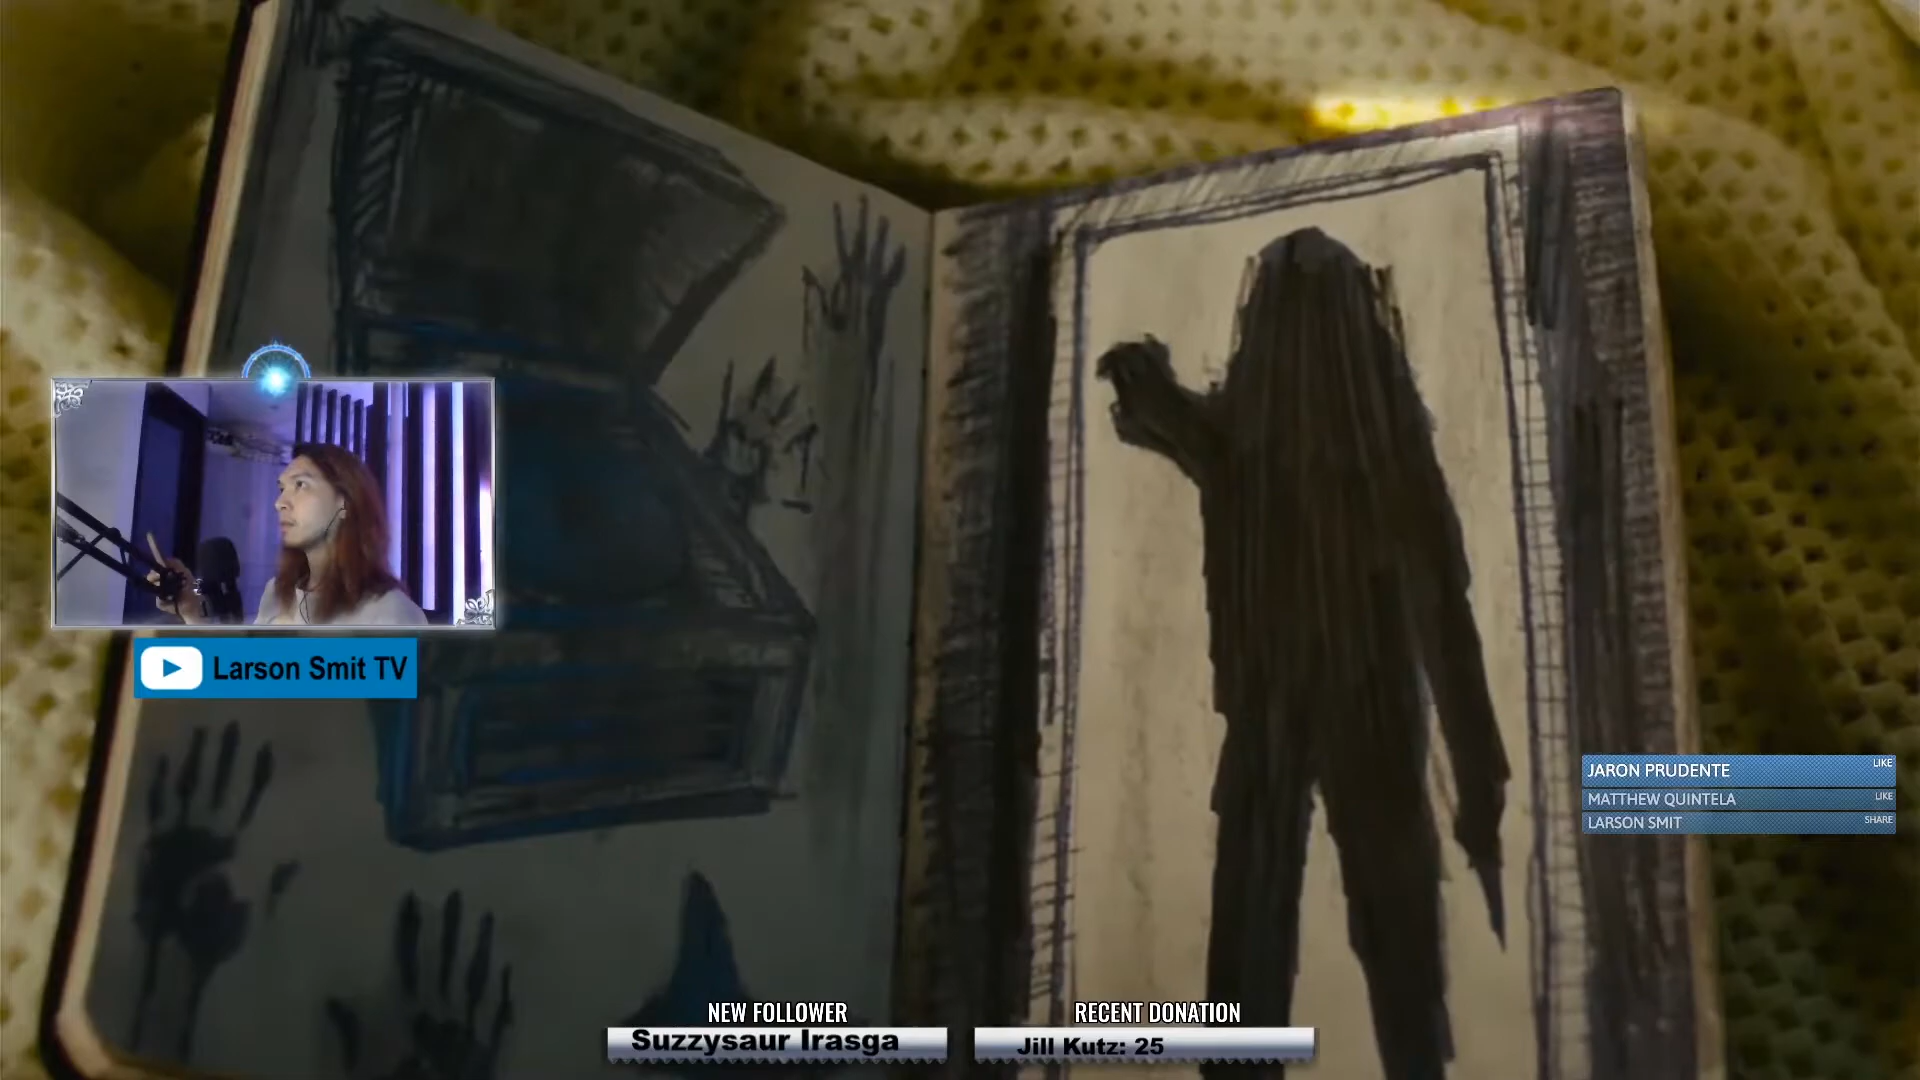 Larson Smit TV
JARON PRUDENTE
LIKE
MATTHEW QUINTELA
LIKE
LARSON SMIT
SHARE
NEW FOLLOWER
Suzzysaur Irasga
RECENT DONATION
Jill Kutz: 25